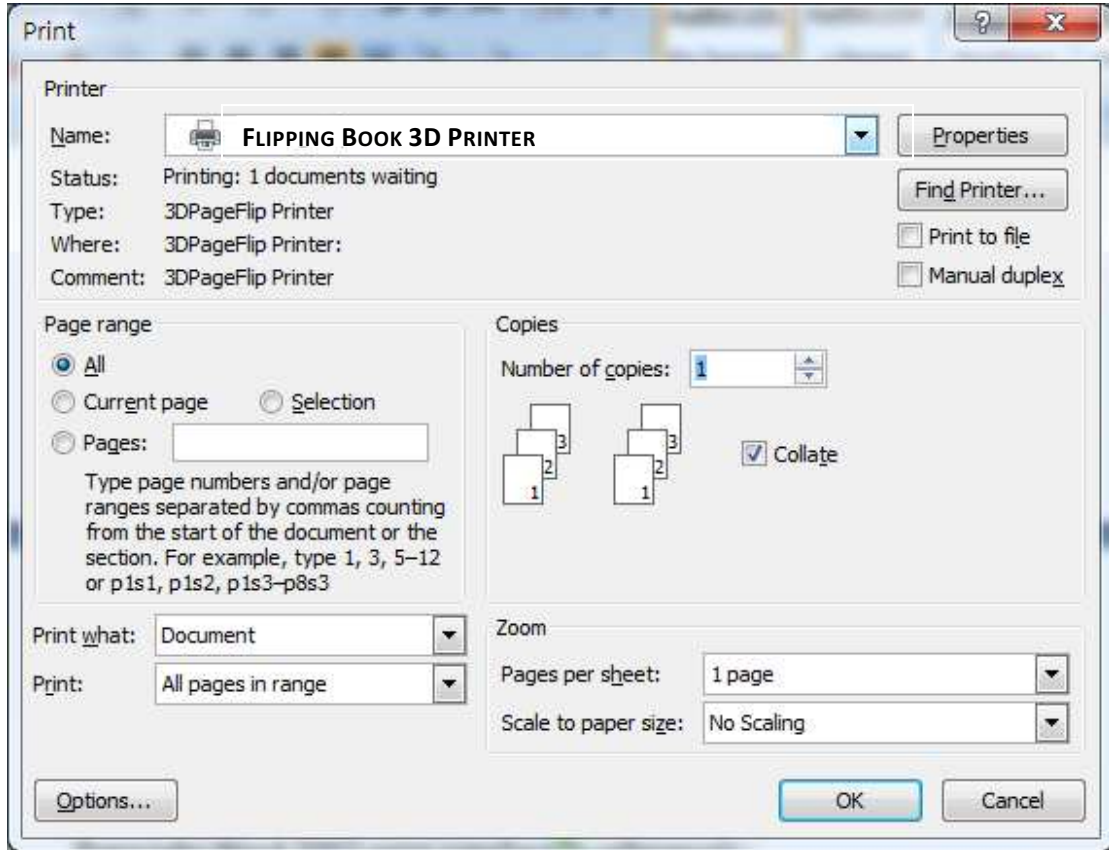 Print
Printer
Name:
FLIPPING BOOK 3D PRINTER
Properties
Status:
Printing: 1 documents waiting
Find Printer...
Type:
3DPageFlip Printer
Where:
3DPageFlip Printer:
Print to file
Comment:
3DPageFlip Printer
Manual duplex
Page range
All
Current page
Selection
Pages:
Type page numbers and/or page
ranges separated by commas counting
from the start of the document or the
section. For example, type 1, 3, 5–12
or p1s1, p1s2, p1s3–p8s3
Copies
Number of copies:
1
3
2
1
3
2
1
Collate
Print what:
Document
Print:
All pages in range
Zoom
Pages per sheet:
1 page
Scale to paper size:
No Scaling
Options...
OK
Cancel